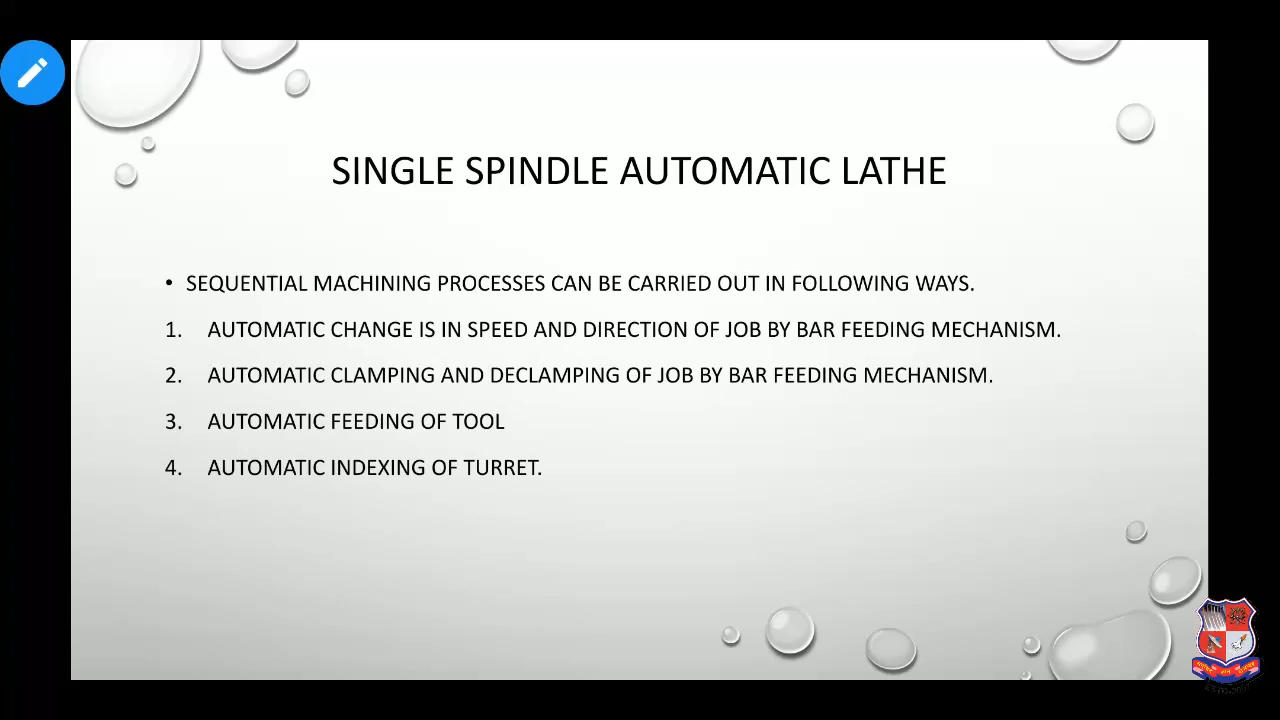 SINGLE SPINDLE AUTOMATIC LATHE
• SEQUENTIAL MACHINING PROCESSES CAN BE CARRIED OUT IN FOLLOWING WAYS.
1. AUTOMATIC CHANGE IS IN SPEED AND DIRECTION OF JOB BY BAR FEEDING MECHANISM.
2. AUTOMATIC CLAMPING AND DECLAMPING OF JOB BY BAR FEEDING MECHANISM.
3. AUTOMATIC FEEDING OF TOOL
4. AUTOMATIC INDEXING OF TURRET.